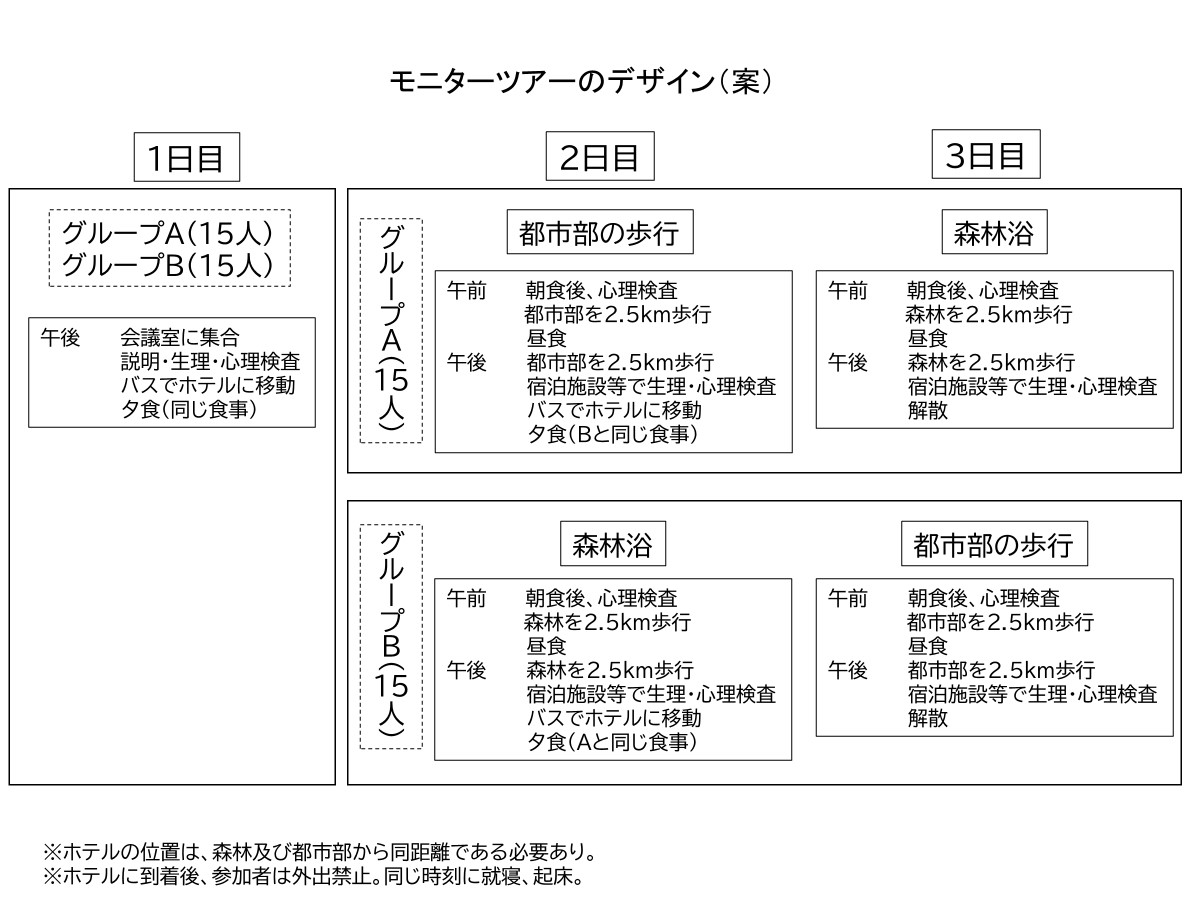 モニターツアーのデザイン（案）
1日目
グループA（15人）
グループB（15人）
午後 会議室に集合
説明・生理・心理検査
バスでホテルに移動
夕食（同じ食事）
2日目
3日目
グループA（15人）
都市部の歩行
午前 朝食後、心理検査
都市部を2.5km歩行
昼食
午後 都市部を2.5km歩行
宿泊施設等で生理・心理検査
バスでホテルに移動
夕食（Bと同じ食事）
森林浴
午前 朝食後、心理検査
森林を2.5km歩行
昼食
午後 森林を2.5km歩行
宿泊施設等で生理・心理検査
解散
グループB（15人）
森林浴
午前 朝食後、心理検査
森林を2.5km歩行
昼食
午後 森林を2.5km歩行
宿泊施設等で生理・心理検査
バスでホテルに移動
夕食（Aと同じ食事）
都市部の歩行
午前 朝食後、心理検査
都市部を2.5km歩行
昼食
午後 都市部を2.5km歩行
宿泊施設等で生理・心理検査
解散
※ホテルの位置は、森林及び都市部から同距離である必要あり。
※ホテルに到着後、参加者は外出禁止。同じ時刻に就寝、起床。